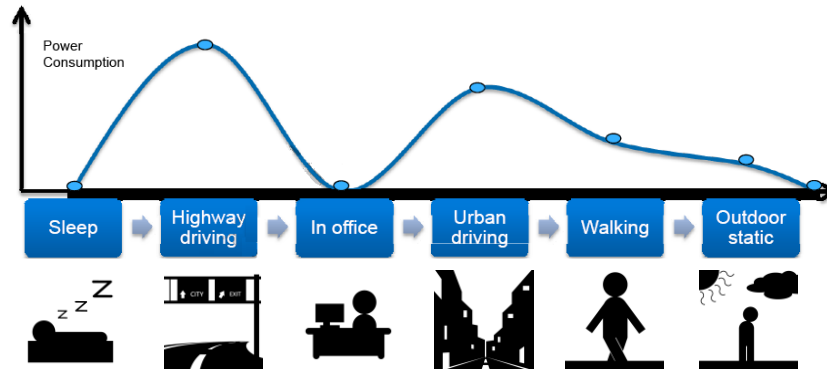 Power
Consumption
Sleep
Highway
driving
In office
Urban
driving
Walking
Outdoor
static
z z Z
CITY
EXIT